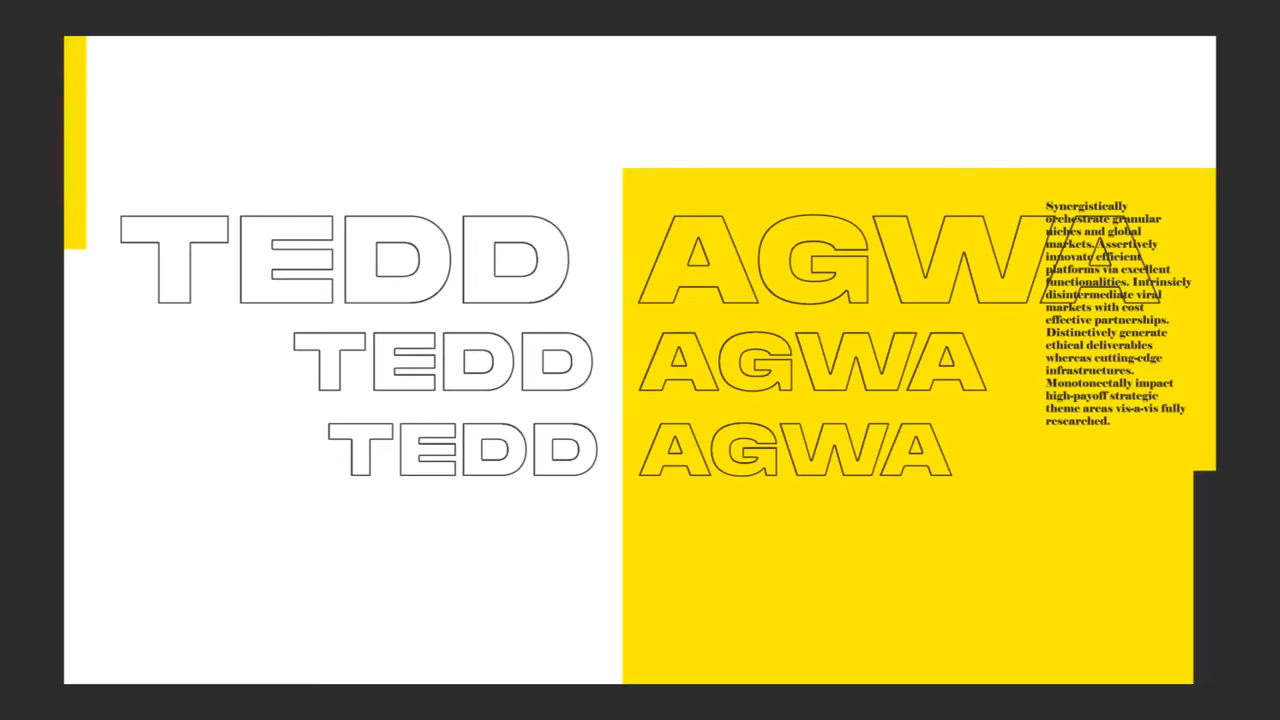 TEDD AGWA
TEDD AGWA
TEDD AGWA
Synergistically
orchestrate granular
niches and global
markets. Assertively
innovate efficient
platforms via excellent
functionalities. Intrinsicly
disintermediate viral
markets with cost
effective partnerships.
Distinctively generate
ethical deliverables
whereas cutting-edge
infrastructures.
Monotonectally impact
high-payoff strategic
theme areas vis-a-vis fully
researched.